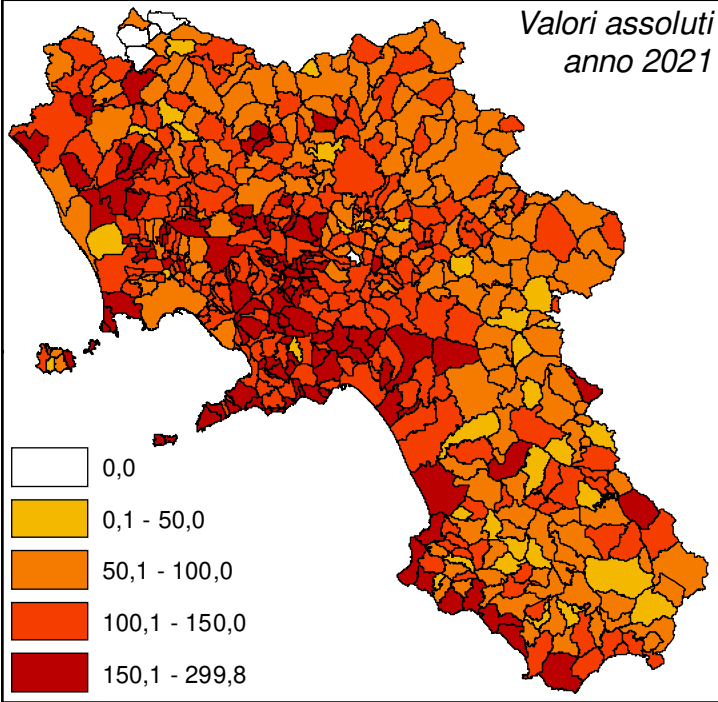 Valori assoluti
anno 2021
0,0
0,1 - 50,0
50,1 - 100,0
100,1 - 150,0
150,1 - 299,8